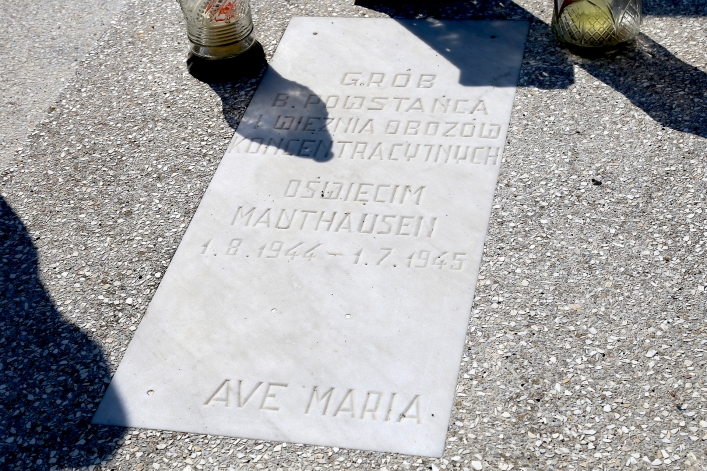 GRÓB
B. POWSTAŃCA
I WIĘŹNIA OBOZÓW
KONCENTRACYJNYCH
OŚWIĘCIM
MAUTHAUSEN
1.8.1944 – 1.7.1945
AVE MARIA